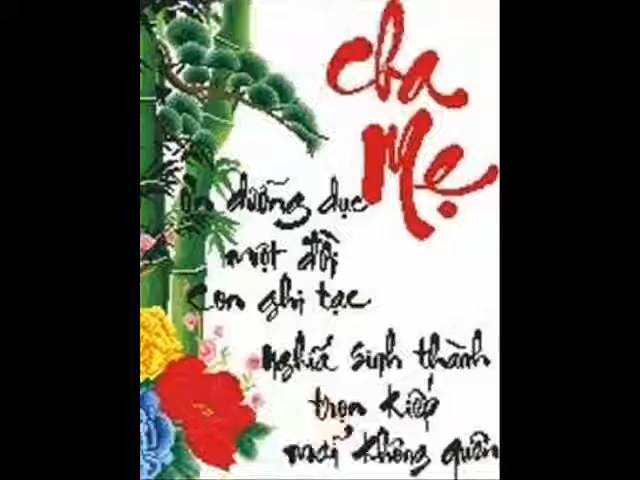 Cha
Mẹ
ơn dưỡng dục
một đời
con ghi tạc
nghĩa sinh thành
trọn kiếp
mãi không quên